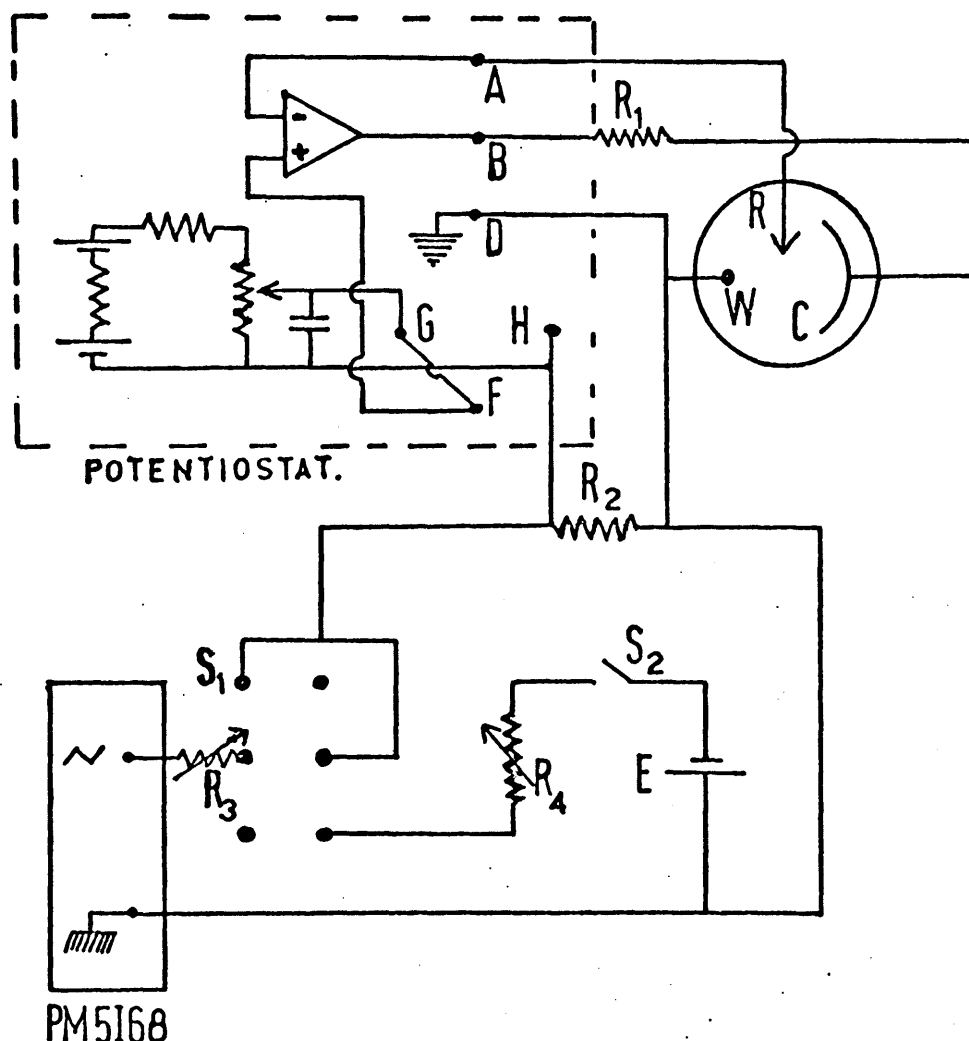 A
R1
-
+
B
R
D
W
C
G
H
F
POTENTIOSTAT.
R2
S1
S2
R3
R4
E
PM5168